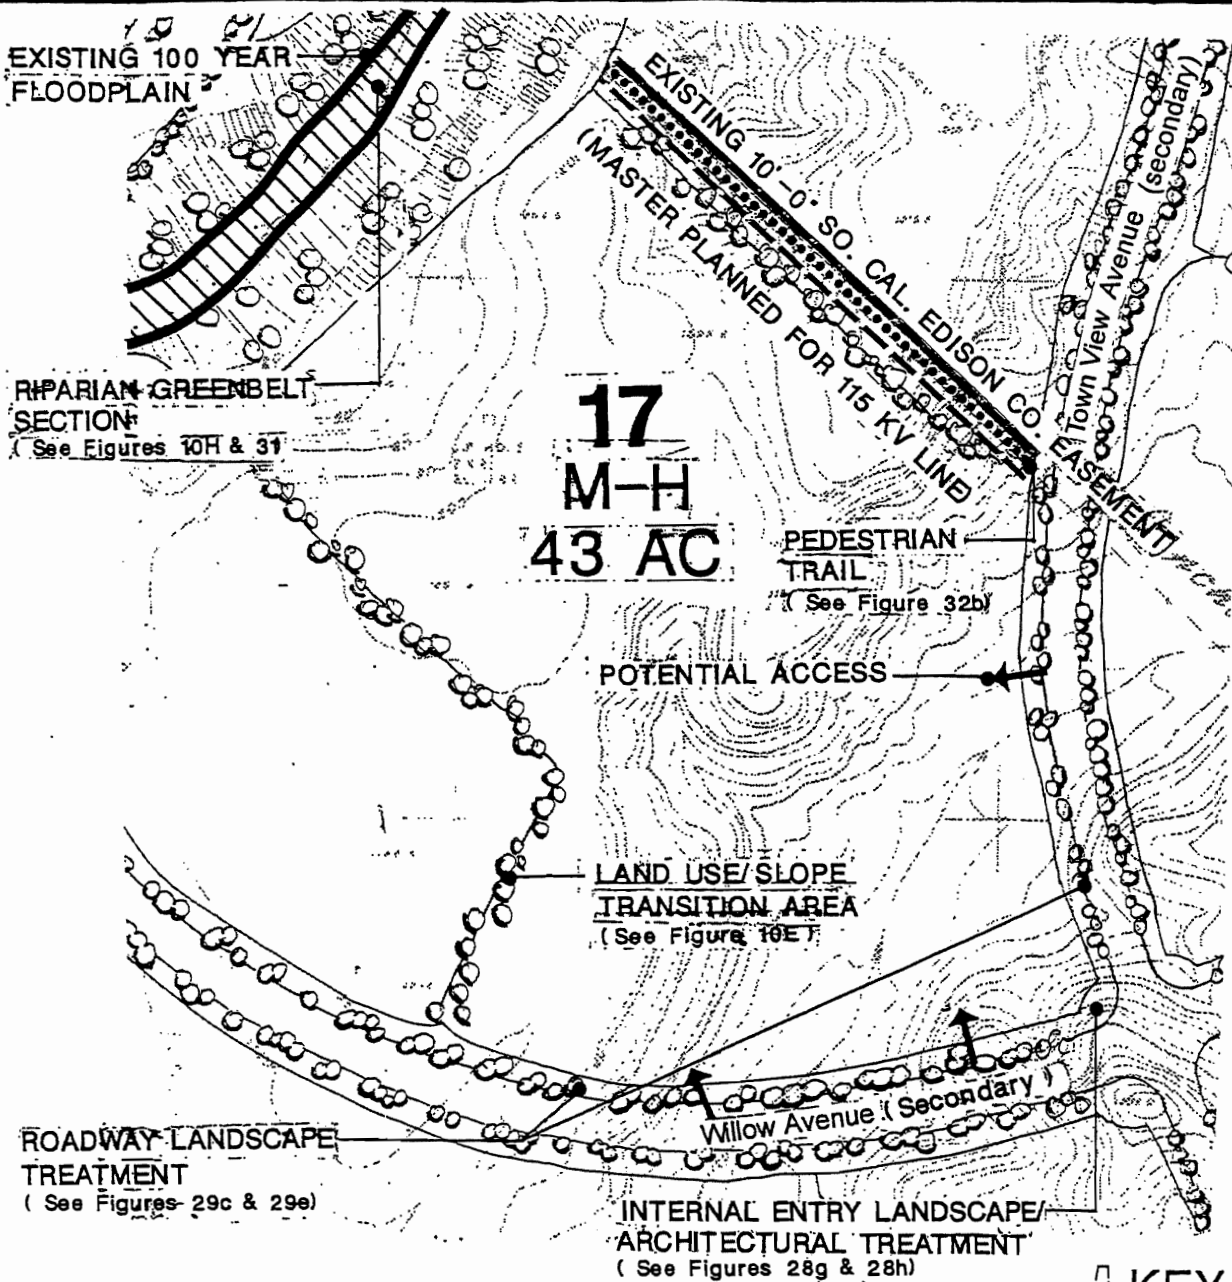 EXISTING 100 YEAR
FLOODPLAIN
EXISTING 10'-0" SO. CAL. EDISON CO. EASEMENT
(MASTER PLANNED FOR 115 KV LINE)
Town View Avenue (secondary)
RIPARIAN GREENBELT
SECTION
( See Figures 10H & 31
17
M-H
43 AC
PEDESTRIAN
TRAIL
( See Figure 32b)
POTENTIAL ACCESS
LAND USE/SLOPE
TRANSITION AREA
( See Figure 10E )
Willow Avenue ( Secondary )
ROADWAY LANDSCAPE
TREATMENT
( See Figures 29c & 29e)
INTERNAL ENTRY LANDSCAPE/
ARCHITECTURAL TREATMENT
( See Figures 28g & 28h)
KEY